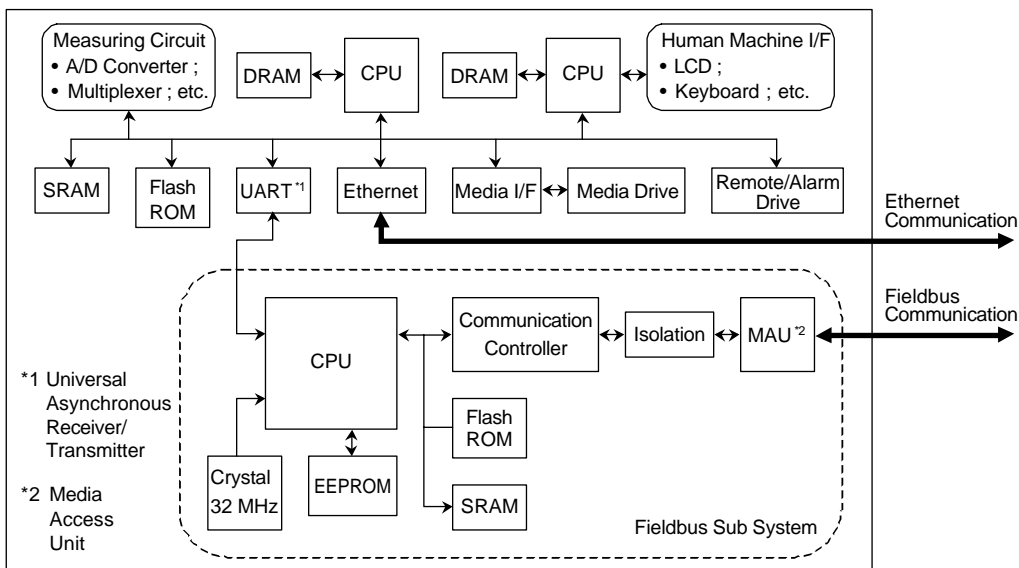 Measuring Circuit
• A/D Converter ;
• Multiplexer ; etc.
DRAM
CPU
DRAM
CPU
Human Machine I/F
• LCD ;
• Keyboard ; etc.
SRAM
Flash
ROM
UART *1
Ethernet
Media I/F
Media Drive
Remote/Alarm
Drive
Ethernet
Communication
Fieldbus
Communication
CPU
Communication
Controller
Isolation
MAU *2
Flash
ROM
SRAM
Crystal
32 MHz
EEPROM
Fieldbus Sub System
*1 Universal
Asynchronous
Receiver/
Transmitter
*2 Media
Access
Unit